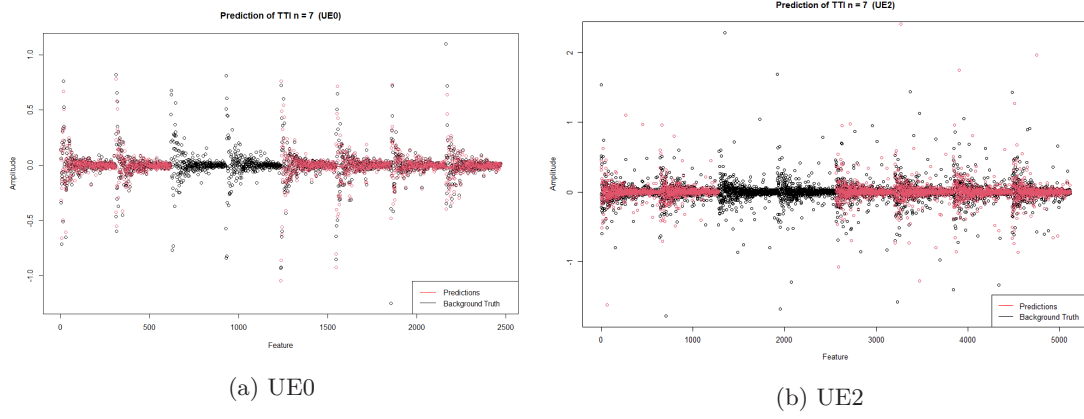 Prediction of TTI n = 7 (UE0)
Amplitude
1.0
0.5
0.0
-0.5
-1.0
0
500
1000
1500
2000
2500
Feature
Predictions
Background Truth
(a) UE0
Prediction of TTI n = 7 (UE2)
Amplitude
2
1
0
-1
0
1000
2000
3000
4000
5000
Feature
Predictions
Background Truth
(b) UE2